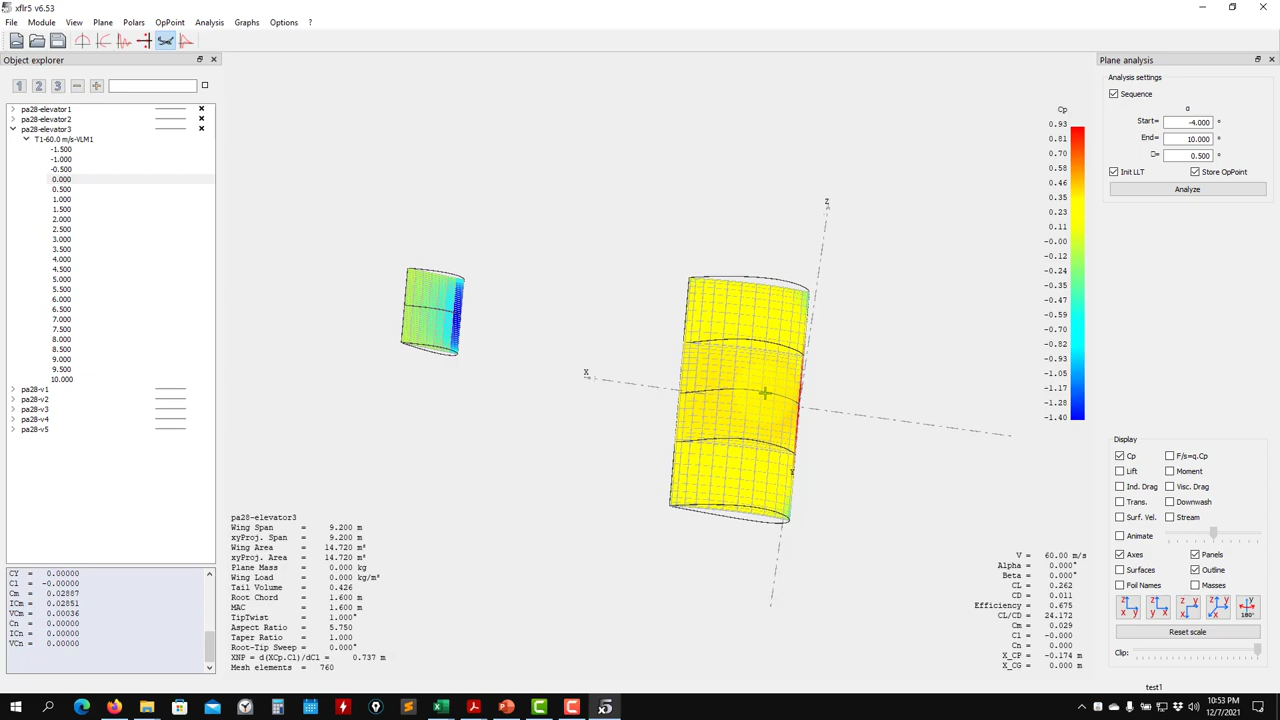 xflr5 v6.53
File Module View Plane Polars OpPoint Analysis Graphs Options ?
Object explorer
1 2 3
pa28-elevator1
pa28-elevator2
pa28-elevator3
T1-60.0 m/s-VLM1
-1.500
-1.000
-0.500
0.000
0.500
1.000
1.500
2.000
2.500
3.000
3.500
4.000
4.500
5.000
5.500
6.000
6.500
7.000
7.500
8.000
8.500
9.000
9.500
10.000
pa28-v1
pa28-v2
pa28-v3
pa28-v4
pa28-v5
CY = 0.00000
Cl = -0.00000
Cm = 0.02887
ICm = 0.02851
VCm = 0.00036
Cn = 0.00000
ICn = 0.00000
VCn = 0.00000
Z
X
Y
pa28-elevator3
Wing Span = 9.200 m
xyProj. Span = 9.200 m
Wing Area = 14.720 m²
xyProj. Area = 14.720 m²
Plane Mass = 0.000 kg
Wing Load = 0.000 kg/m²
Tail Volume = 0.426
Root Chord = 1.600 m
MAC = 1.600 m
TipTwist = 1.000°
Aspect Ratio = 5.750
Taper Ratio = 1.000
Root-Tip Sweep = 0.000°
XNP = d(XCp.Cl)/dCl = 0.737 m
Mesh elements = 760
Cp
0.93
0.81
0.70
0.58
0.46
0.35
0.23
0.11
-0.00
-0.12
-0.24
-0.35
-0.47
-0.59
-0.70
-0.82
-0.93
-1.05
-1.17
-1.28
-1.40
V = 60.00 m/s
Alpha = 0.000°
Beta = 0.000°
CL = 0.262
CD = 0.011
Efficiency = 0.675
CL/CD = 24.172
Cm = 0.029
Cl = -0.000
Cn = 0.000
X_CP = -0.174 m
X_CG = 0.000 m
Plane analysis
Analysis settings
Sequence
α
Start= -4.000 °
End= 10.000 °
D= 0.500 °
Init LLT Store OpPoint
Analyze
Display
Cp F/s=q.Cp
Lift Moment
Ind. Drag Visc. Drag
Trans. Downwash
Surf. Vel. Stream
Animate
Axes Panels
Surfaces Outline
Foil Names Masses
z x y z y x z y x z y x z x y 180°
Reset scale
Clip:
test1
10:53 PM
12/7/2021